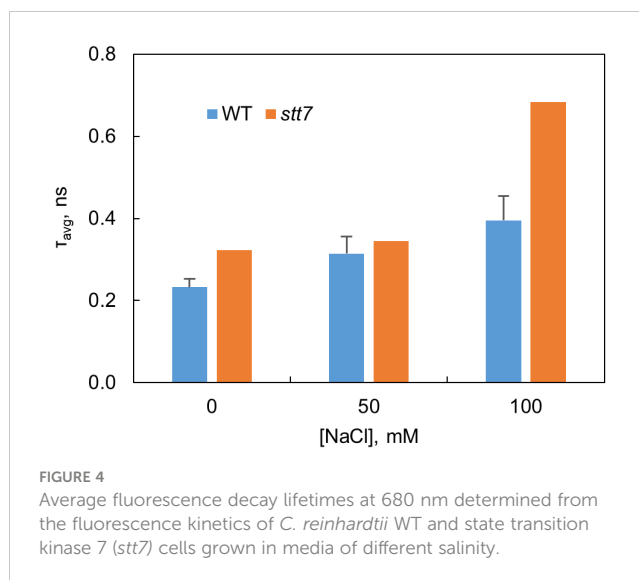 0.8
0.6
0.4
0.2
0.0
τavg, ns
WT stt7
0 50 100
[NaCl], mM
FIGURE 4
Average fluorescence decay lifetimes at 680 nm determined from
the fluorescence kinetics of C. reinhardtii WT and state transition
kinase 7 (stt7) cells grown in media of different salinity.